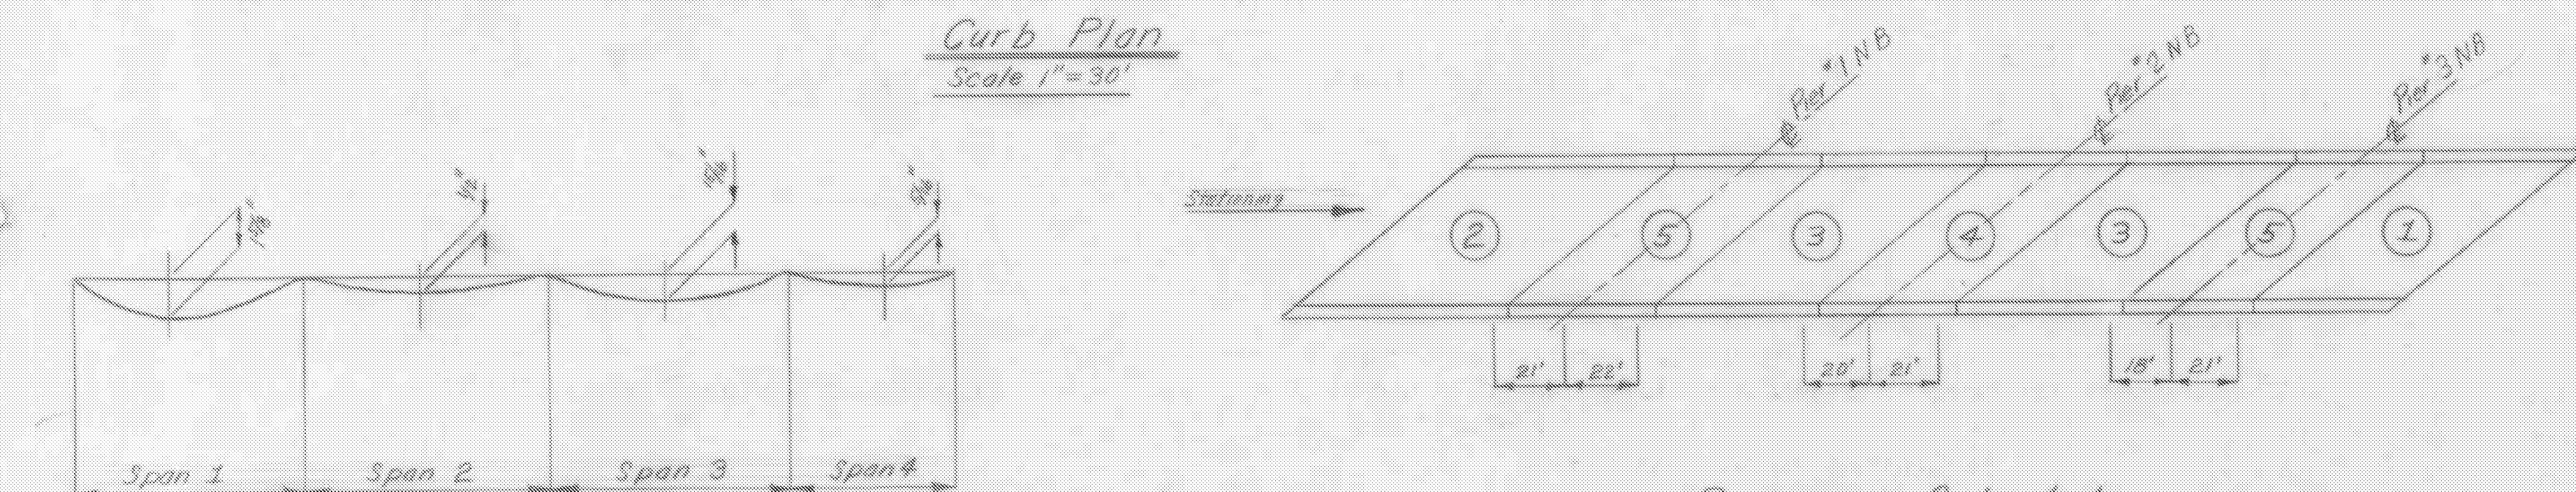 Curb Plan
Scale 1"=30'
Pier #1 NB
Pier #2 NB
Pier #3 NB
Stationing
2 5 3 4 3 5 1
21' 22' 20' 21' 18' 21'
Span 1 Span 2 Span 3 Span 4